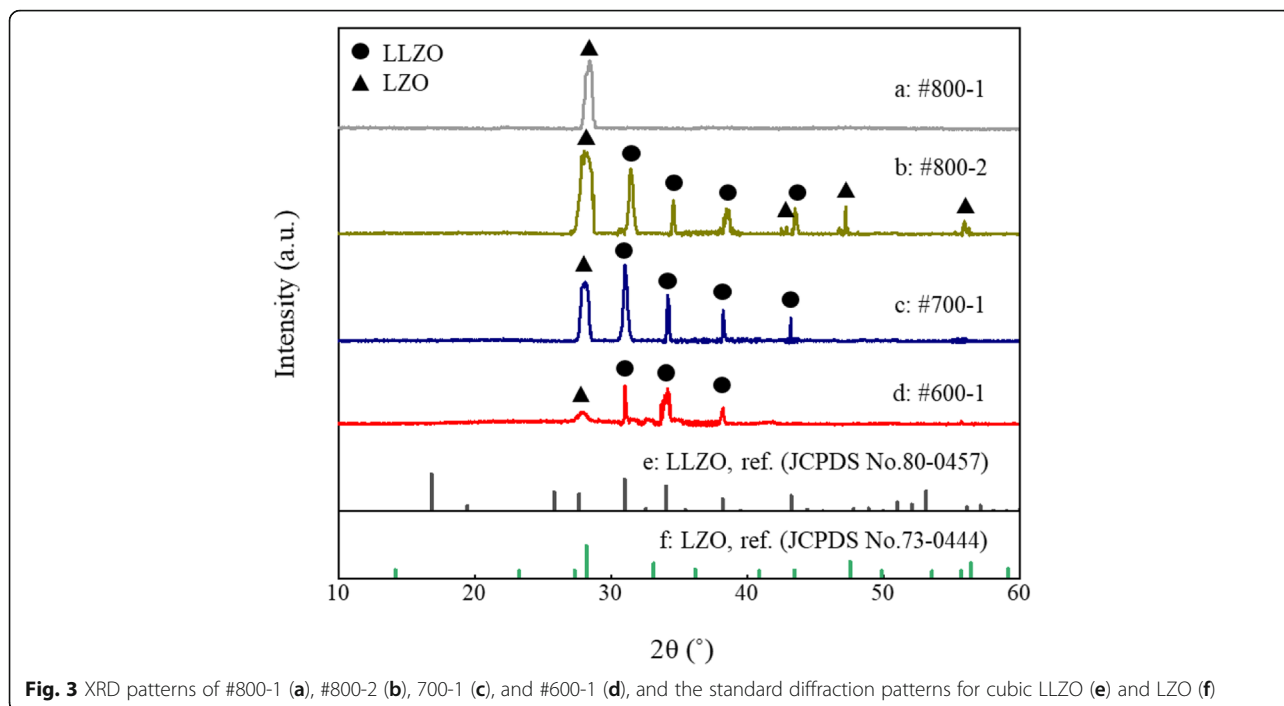 ● LLZO
▲ LZO
a: #800-1
b: #800-2
c: #700-1
d: #600-1
e: LLZO, ref. (JCPDS No.80-0457)
f: LZO, ref. (JCPDS No.73-0444)
Intensity (a.u.)
10 20 30 40 50 60
2θ (°)
Fig. 3 XRD patterns of #800-1 (a), #800-2 (b), 700-1 (c), and #600-1 (d), and the standard diffraction patterns for cubic LLZO (e) and LZO (f)